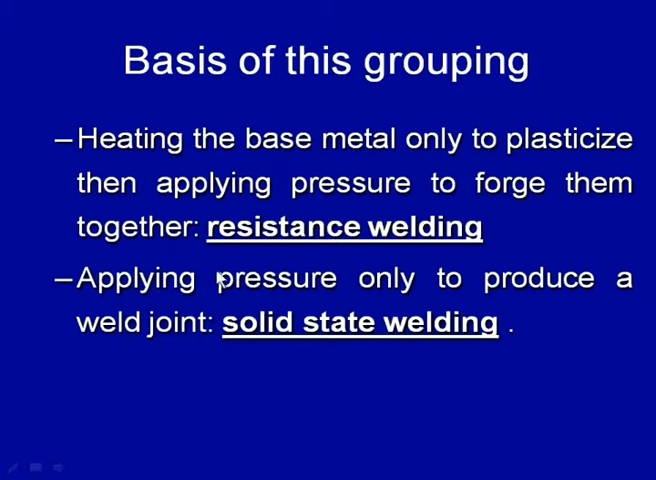 Basis of this grouping
–Heating the base metal only to plasticize
then applying pressure to forge them
together: resistance welding
–Applying pressure only to produce a
weld joint: solid state welding .